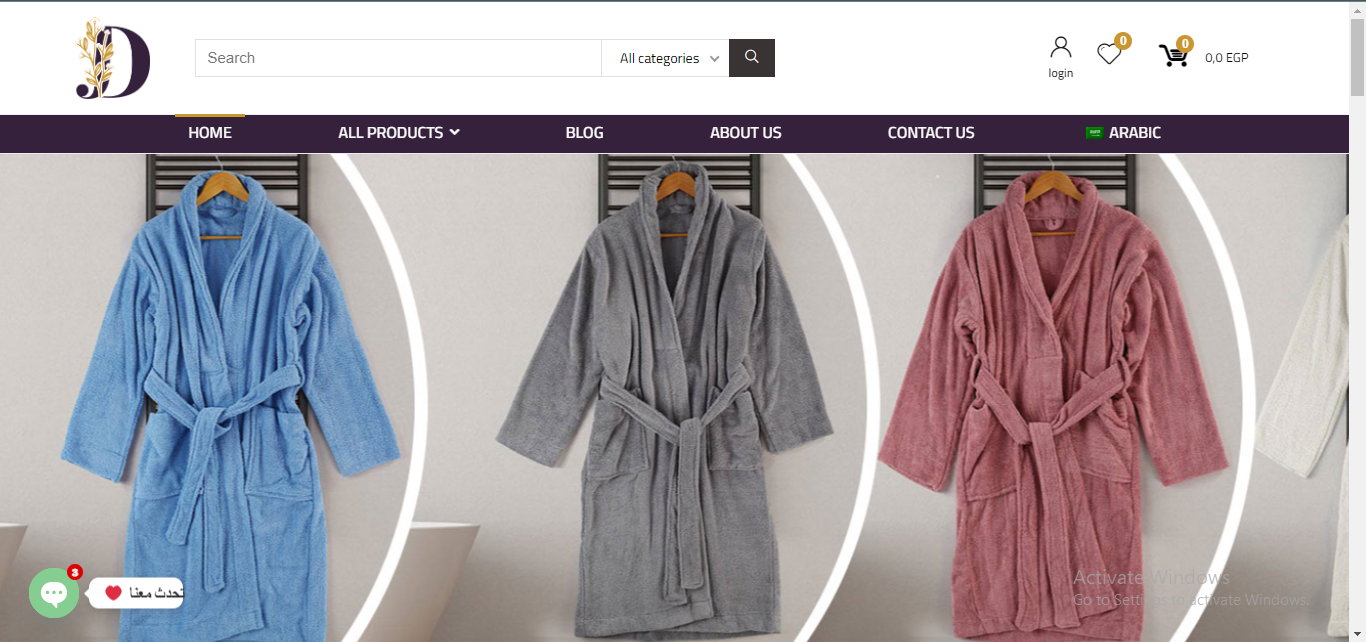 Search
All categories
login
0
0
0,0 EGP
HOME
ALL PRODUCTS
BLOG
ABOUT US
CONTACT US
ARABIC
3
تحدث معنا
Activate Windows
Go to Settings to activate Windows.